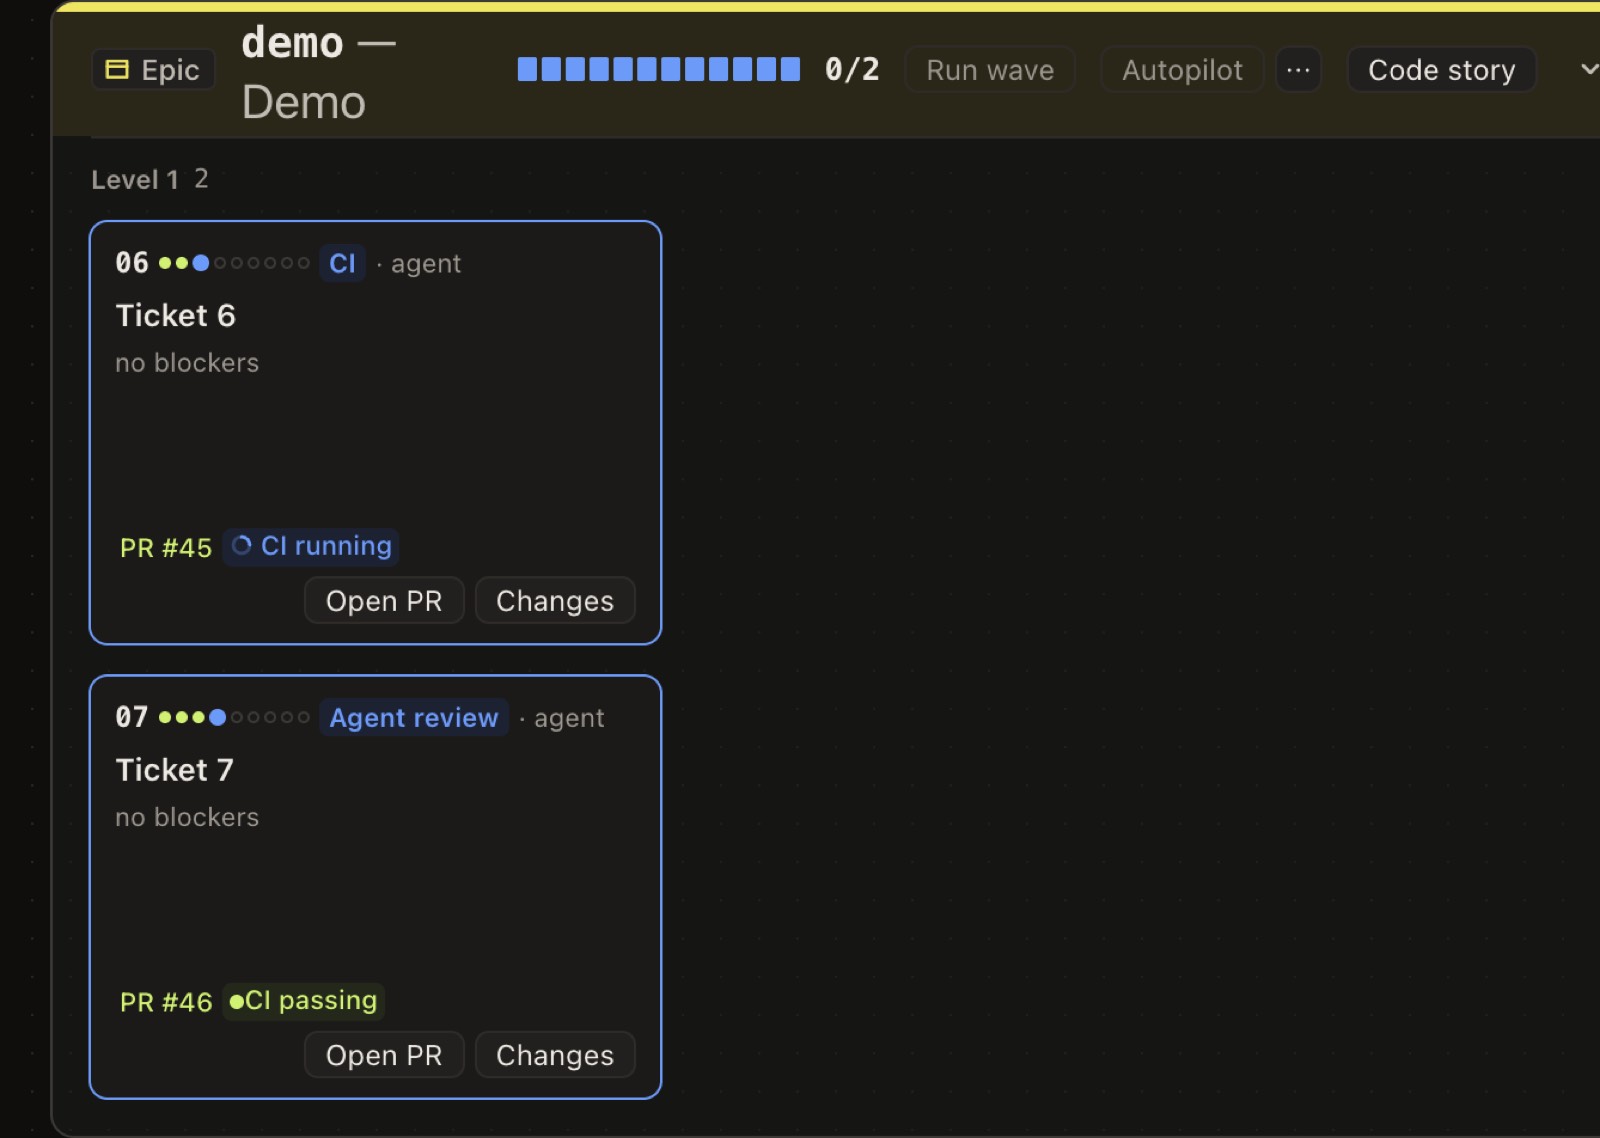 Epic
demo —
Demo
0/2
Run wave
Autopilot
...
Code story
Level 1 2
06 CI · agent
Ticket 6
no blockers
PR #45 CI running
Open PR Changes
07 Agent review · agent
Ticket 7
no blockers
PR #46 CI passing
Open PR Changes